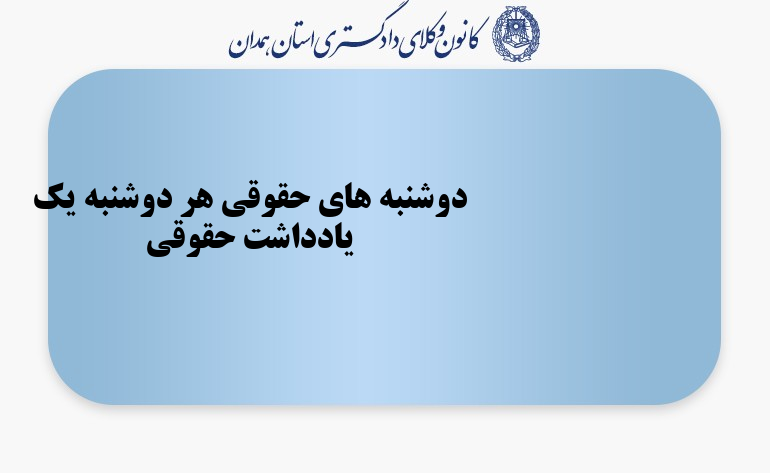 کانون وکلای دادگستری استان همدان
دوشنبه های حقوقی هر دوشنبه یک
یادداشت حقوقی